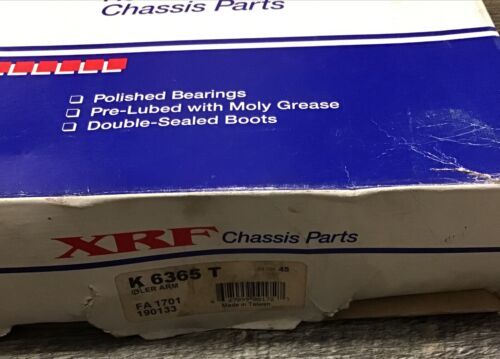 Chassis Parts
Polished Bearings
Pre-Lubed with Moly Grease
Double-Sealed Boots
XRF Chassis Parts
K 6365 T
45
IDLER ARM
FA 1701
190133
Made in Taiwan